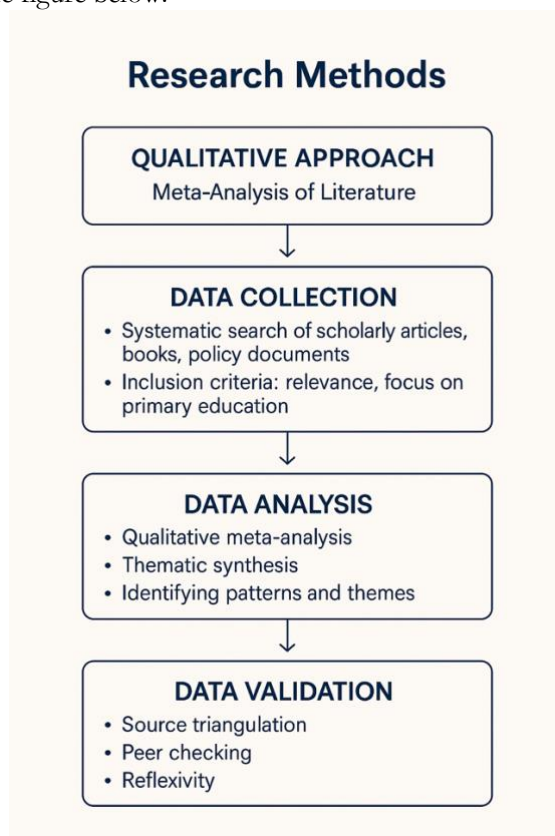 e figure below.
Research Methods
QUALITATIVE APPROACH
Meta-Analysis of Literature
DATA COLLECTION
• Systematic search of scholarly articles,
books, policy documents
• Inclusion criteria: relevance, focus on
primary education
DATA ANALYSIS
• Qualitative meta-analysis
• Thematic synthesis
• Identifying patterns and themes
DATA VALIDATION
• Source triangulation
• Peer checking
• Reflexivity